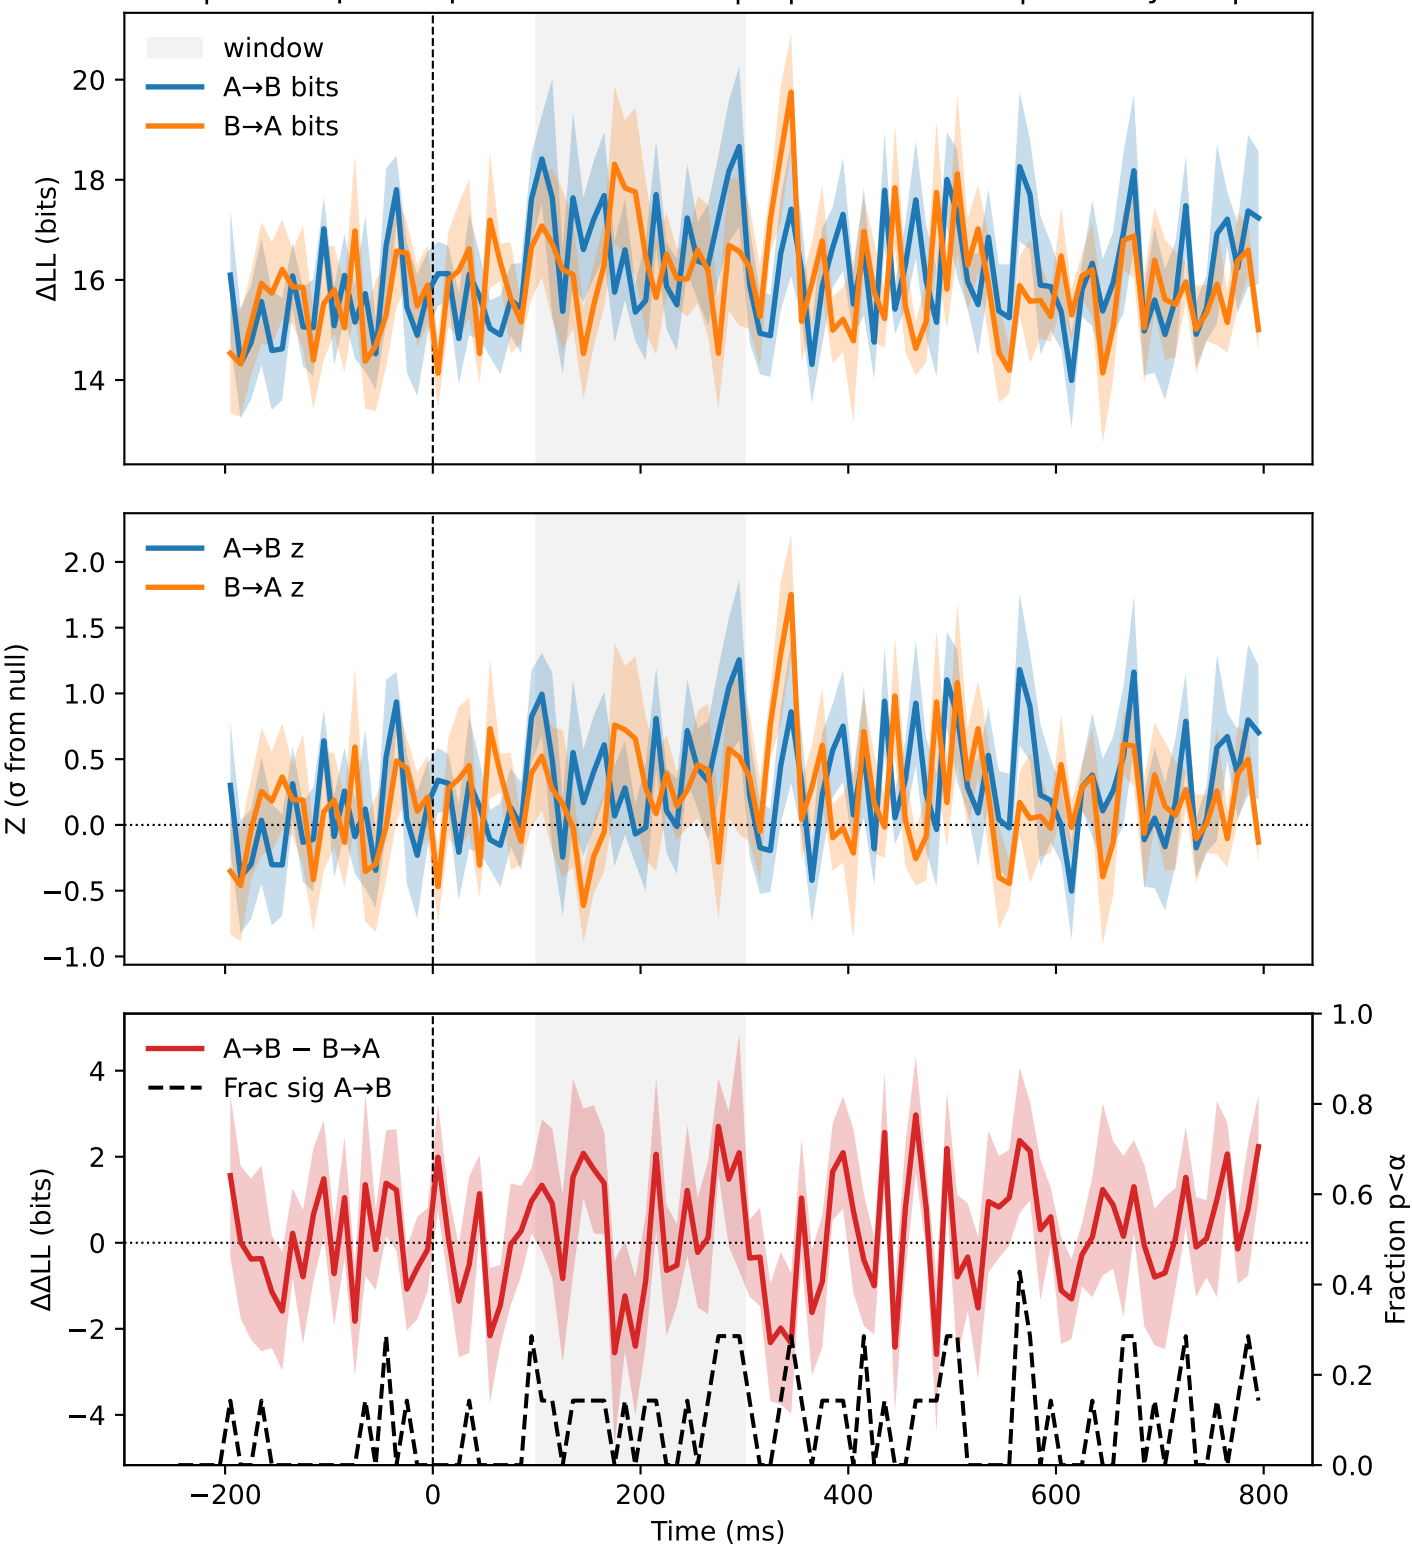 window
A→B bits
B→A bits
20
18
16
14
ΔLL (bits)
A→B z
B→A z
2.0
1.5
1.0
0.5
0.0
−0.5
−1.0
Z (σ from null)
A→B − B→A
Frac sig A→B
4
2
0
−2
−4
ΔΔLL (bits)
1.0
0.8
0.6
0.4
0.2
0.0
Fraction p<α
−200 0 200 400 600 800
Time (ms)